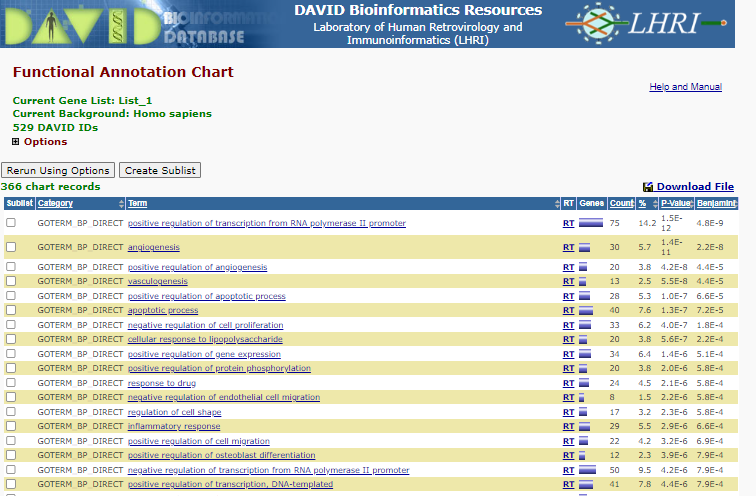 DAVID BIOINFORMATICS DATABASE
DAVID Bioinformatics Resources
Laboratory of Human Retrovirology and
Immunoinformatics (LHRI)
LHRI
Functional Annotation Chart
Help and Manual
Current Gene List: List_1
Current Background: Homo sapiens
529 DAVID IDs
Options
Rerun Using Options Create Sublist
366 chart records Download File
Sublist Category Term RT Genes Count % P-Value Benjamini
GOTERM_BP_DIRECT positive regulation of transcription from RNA polymerase II promoter RT 75 14.2 1.5E-12 4.8E-9
GOTERM_BP_DIRECT angiogenesis RT 30 5.7 1.4E-11 2.2E-8
GOTERM_BP_DIRECT positive regulation of angiogenesis RT 20 3.8 4.2E-8 4.4E-5
GOTERM_BP_DIRECT vasculogenesis RT 13 2.5 5.5E-8 4.4E-5
GOTERM_BP_DIRECT positive regulation of apoptotic process RT 28 5.3 1.0E-7 6.6E-5
GOTERM_BP_DIRECT apoptotic process RT 40 7.6 1.3E-7 7.2E-5
GOTERM_BP_DIRECT negative regulation of cell proliferation RT 33 6.2 4.0E-7 1.8E-4
GOTERM_BP_DIRECT cellular response to lipopolysaccharide RT 20 3.8 5.6E-7 2.2E-4
GOTERM_BP_DIRECT positive regulation of gene expression RT 34 6.4 1.4E-6 5.1E-4
GOTERM_BP_DIRECT positive regulation of protein phosphorylation RT 20 3.8 2.0E-6 5.8E-4
GOTERM_BP_DIRECT response to drug RT 24 4.5 2.1E-6 5.8E-4
GOTERM_BP_DIRECT negative regulation of endothelial cell migration RT 8 1.5 2.2E-6 5.8E-4
GOTERM_BP_DIRECT regulation of cell shape RT 17 3.2 2.3E-6 5.8E-4
GOTERM_BP_DIRECT inflammatory response RT 29 5.5 2.9E-6 6.6E-4
GOTERM_BP_DIRECT positive regulation of cell migration RT 22 4.2 3.2E-6 6.9E-4
GOTERM_BP_DIRECT positive regulation of osteoblast differentiation RT 12 2.3 3.9E-6 7.9E-4
GOTERM_BP_DIRECT negative regulation of transcription from RNA polymerase II promoter RT 50 9.5 4.2E-6 7.9E-4
GOTERM_BP_DIRECT positive regulation of transcription, DNA-templated RT 41 7.8 4.4E-6 7.9E-4